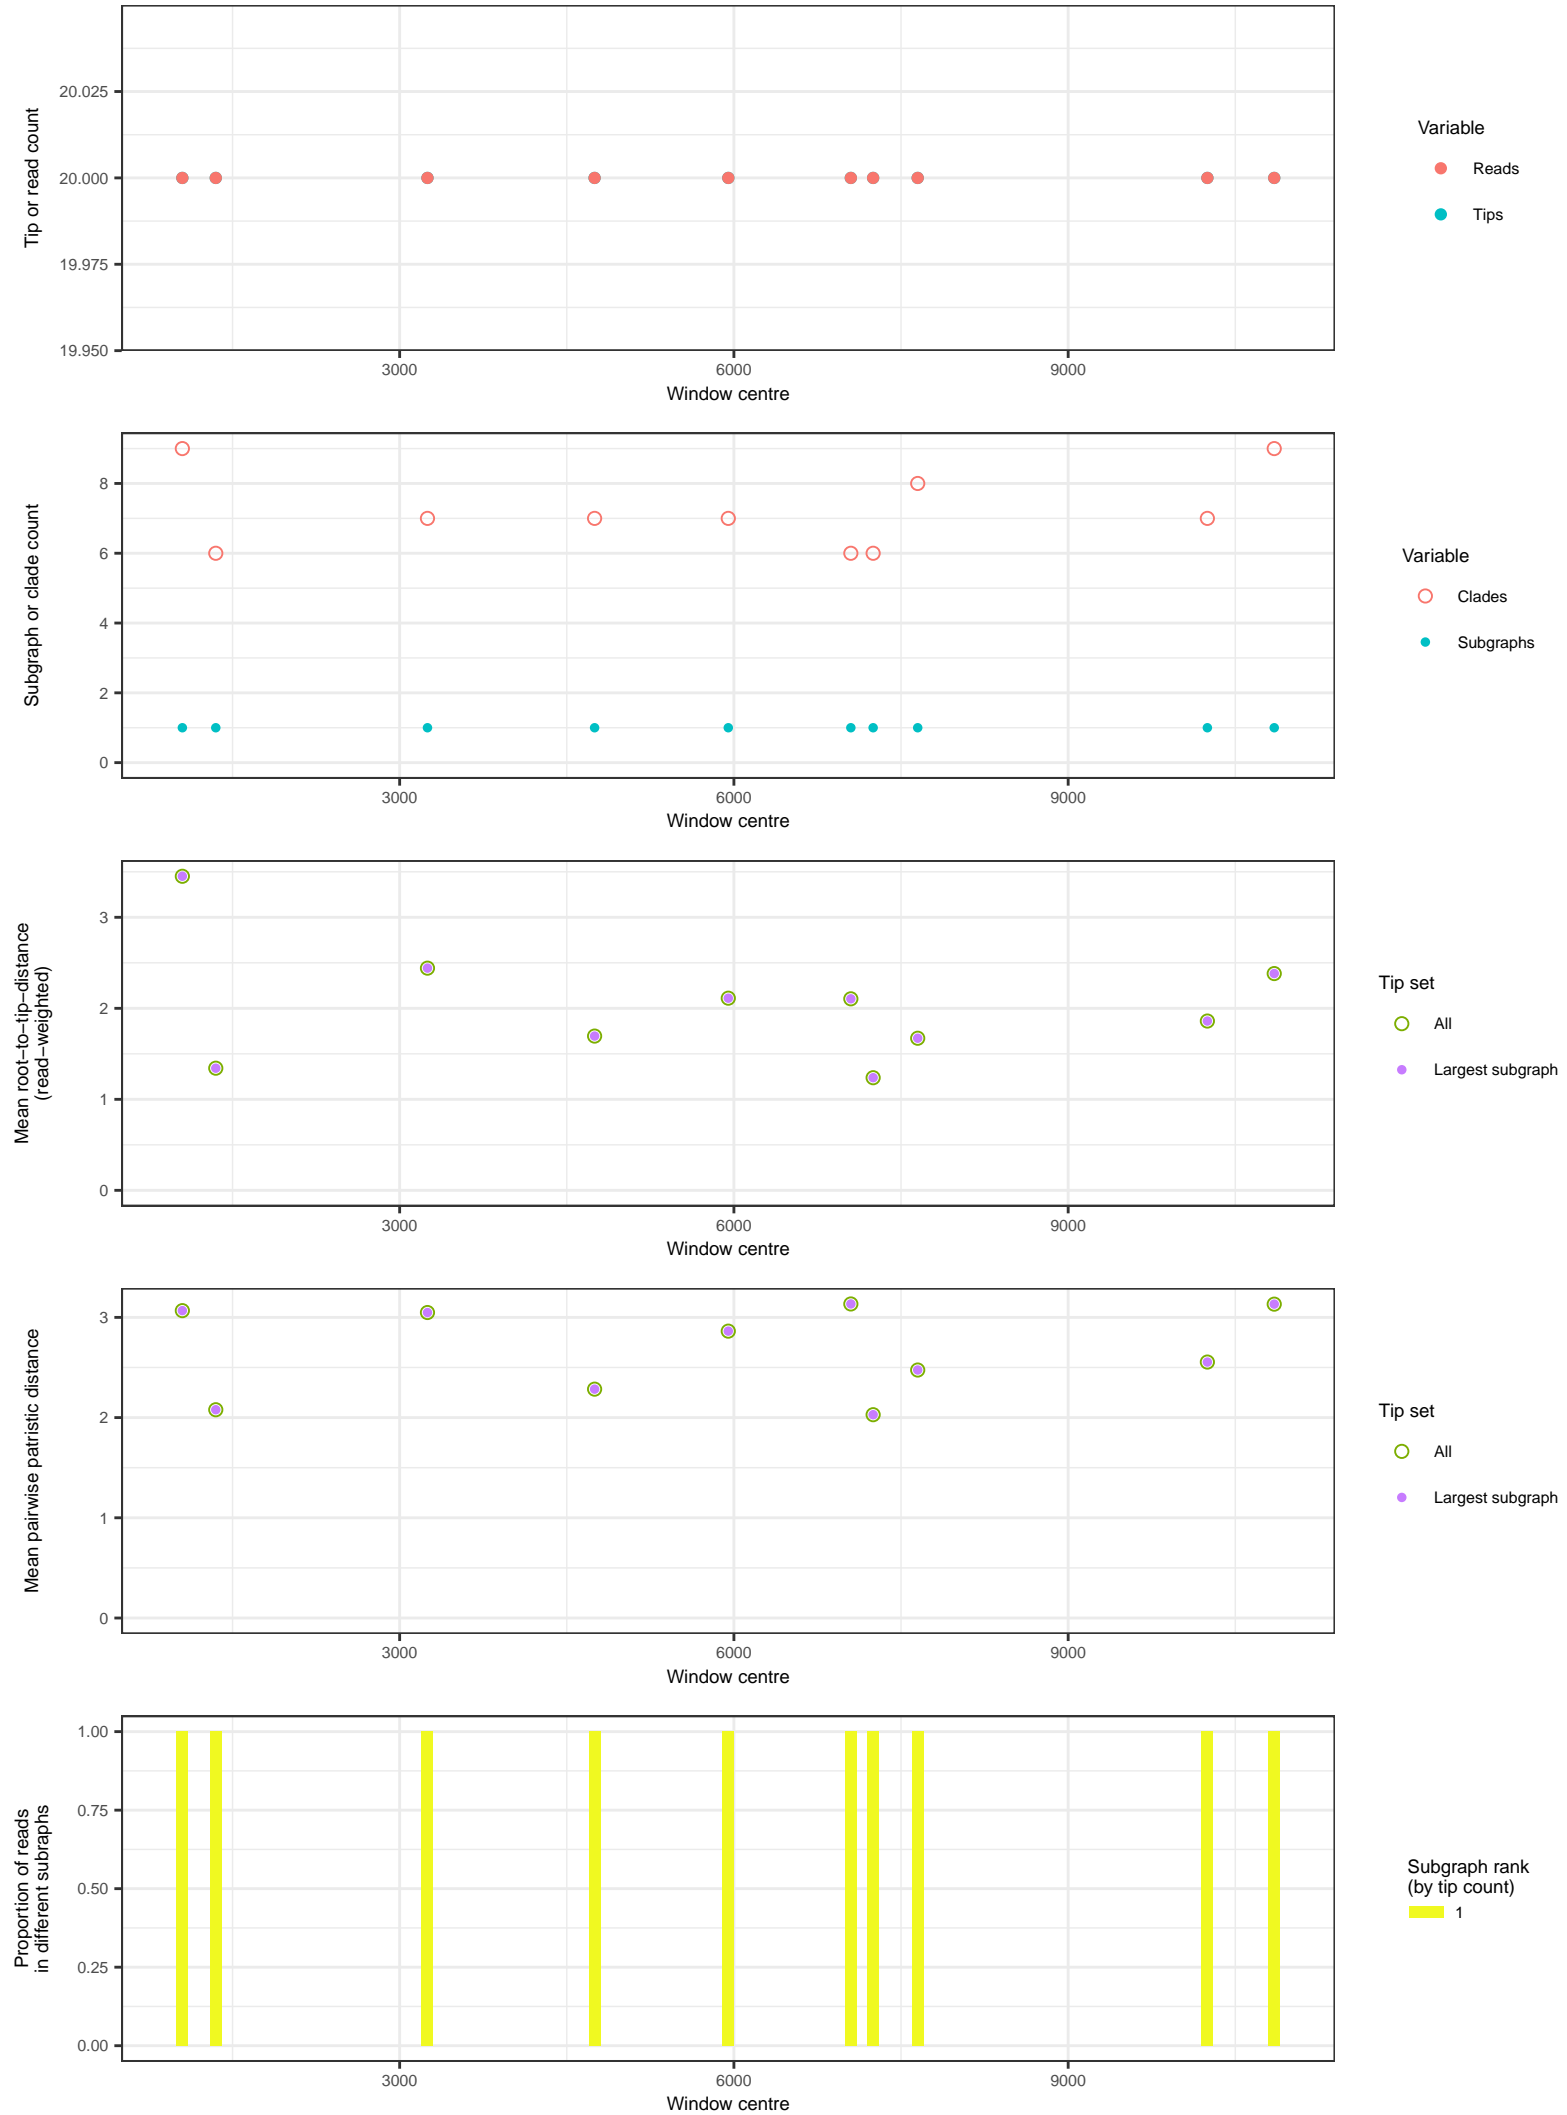 20.025
20.000
19.975
19.950
Tip or read count
3000
6000
9000
Window centre
Variable
Reads
Tips
8
6
4
2
0
Subgraph or clade count
3000
6000
9000
Window centre
Variable
Clades
Subgraphs
3
2
1
0
Mean root−to−tip−distance
(read−weighted)
3000
6000
9000
Window centre
Tip set
All
Largest subgraph
3
2
1
0
Mean pairwise patristic distance
3000
6000
9000
Window centre
Tip set
All
Largest subgraph
1.00
0.75
0.50
0.25
0.00
Proportion of reads
in different subraphs
3000
6000
9000
Window centre
Subgraph rank
(by tip count)
1